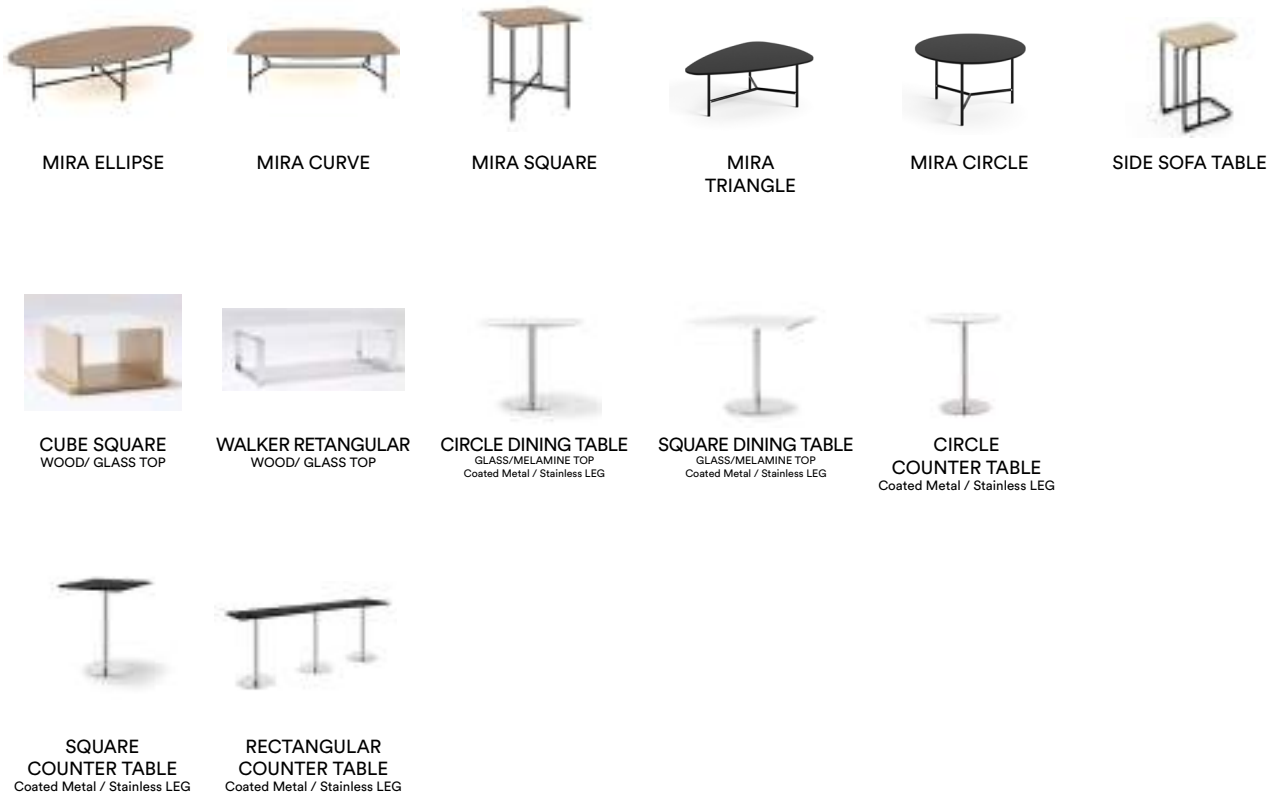 MIRA ELLIPSE
MIRA CURVE
MIRA SQUARE
MIRA
TRIANGLE
MIRA CIRCLE
SIDE SOFA TABLE
CUBE SQUARE
WOOD/ GLASS TOP
WALKER RETANGULAR
WOOD/ GLASS TOP
CIRCLE DINING TABLE
GLASS/MELAMINE TOP
Coated Metal / Stainless LEG
SQUARE DINING TABLE
GLASS/MELAMINE TOP
Coated Metal / Stainless LEG
CIRCLE
COUNTER TABLE
Coated Metal / Stainless LEG
SQUARE
COUNTER TABLE
Coated Metal / Stainless LEG
RECTANGULAR
COUNTER TABLE
Coated Metal / Stainless LEG